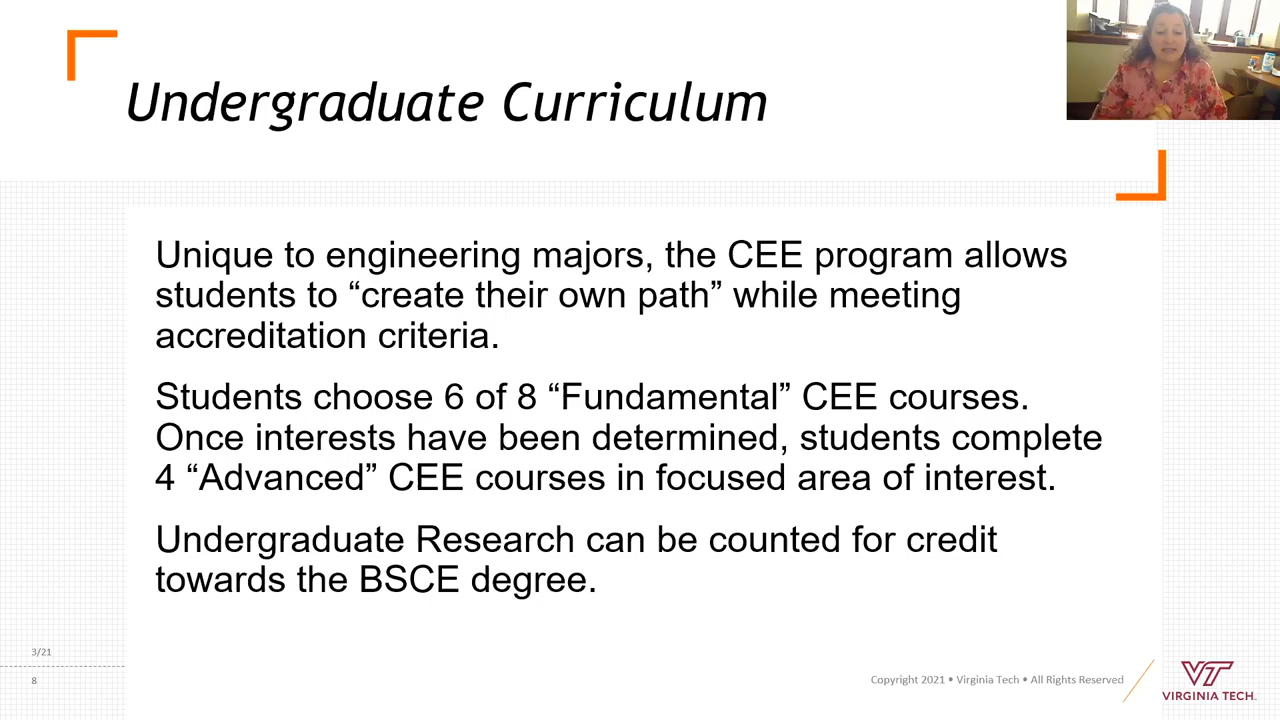 Undergraduate Curriculum
Unique to engineering majors, the CEE program allows
students to “create their own path” while meeting
accreditation criteria.
Students choose 6 of 8 “Fundamental” CEE courses.
Once interests have been determined, students complete
4 “Advanced” CEE courses in focused area of interest.
Undergraduate Research can be counted for credit
towards the BSCE degree.
3/21
8
Copyright 2021 • Virginia Tech • All Rights Reserved
VT
VIRGINIA TECH.